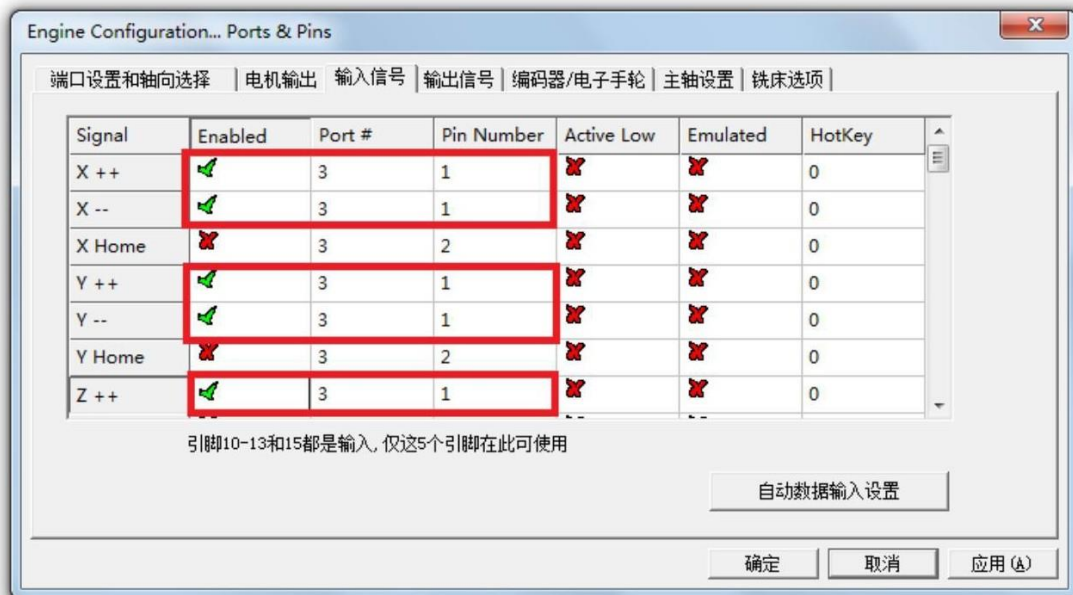 Engine Configuration... Ports & Pins
端口设置和轴向选择 电机输出 输入信号 输出信号 编码器/电子手轮 主轴设置 铣床选项
Signal Enabled Port # Pin Number Active Low Emulated HotKey
X ++ 3 1 0
X -- 3 1 0
X Home 3 2 0
Y ++ 3 1 0
Y -- 3 1 0
Y Home 3 2 0
Z ++ 3 1 0
引脚10-13和15都是输入,仅这5个引脚在此可使用
自动数据输入设置
确定 取消 应用(A)